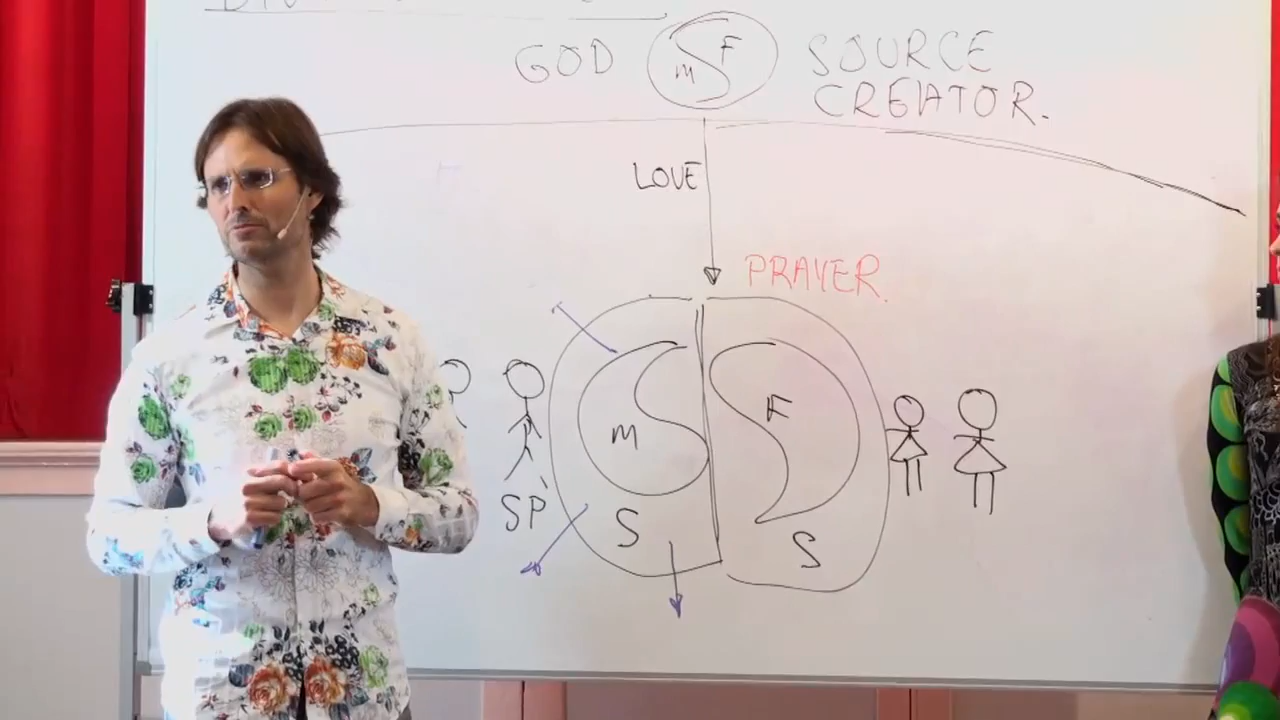 GOD
M F
SOURCE
CREATOR.
LOVE
PRAYER.
M
F
SP
S
S